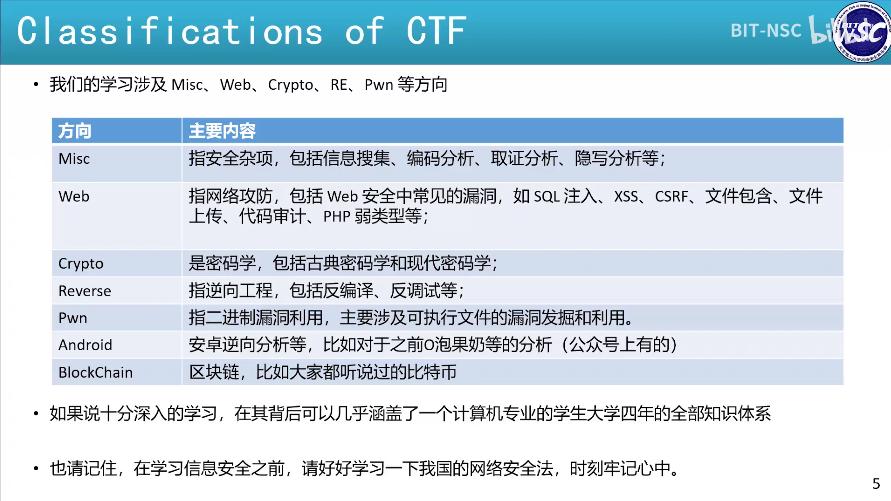 Classifications of CTF
BIT-NSC
• 我们的学习涉及 Misc、Web、Crypto、RE、Pwn 等方向
方向 主要内容
Misc 指安全杂项，包括信息搜集、编码分析、取证分析、隐写分析等；
Web 指网络攻防，包括 Web 安全中常见的漏洞，如 SQL 注入、XSS、CSRF、文件包含、文件
上传、代码审计、PHP 弱类型等；
Crypto 是密码学，包括古典密码学和现代密码学；
Reverse 指逆向工程，包括反编译、反调试等；
Pwn 指二进制漏洞利用，主要涉及可执行文件的漏洞发掘和利用。
Android 安卓逆向分析等，比如对于之前O泡果奶等的分析（公众号上有的）
BlockChain 区块链，比如大家都听说过的比特币
• 如果说十分深入的学习，在其背后可以几乎涵盖了一个计算机专业的学生大学四年的全部知识体系
• 也请记住，在学习信息安全之前，请好好学习一下我国的网络安全法，时刻牢记心中。
5